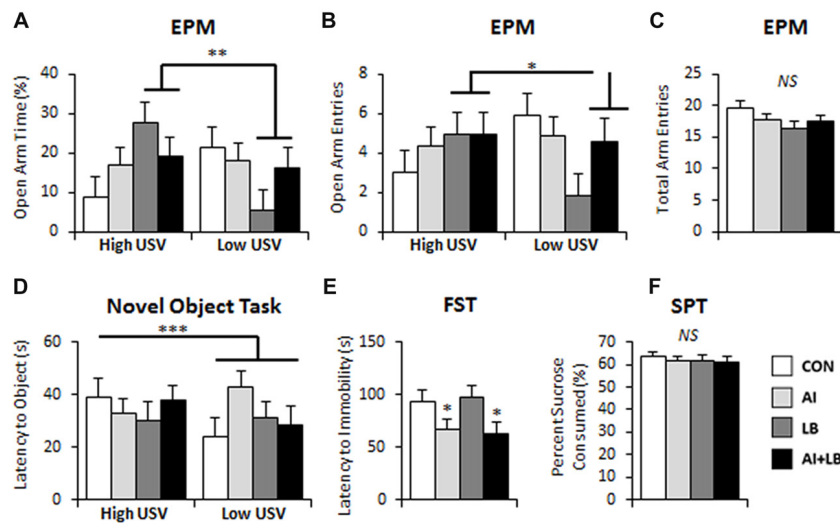 A
EPM
Open Arm Time (%)
40
30
20
10
0
**
High USV
Low USV
B
EPM
Open Arm Entries
8
6
4
2
0
*
High USV
Low USV
C
EPM
Total Arm Entries
25
20
15
10
5
0
NS
D
Novel Object Task
Latency to Object (s)
60
40
20
0
***
High USV
Low USV
E
FST
Latency to Immobility (s)
150
100
50
0
*
*
F
SPT
Percent Sucrose
Consumed (%)
70
60
50
40
30
20
10
0
NS
CON
AI
LB
AI+LB